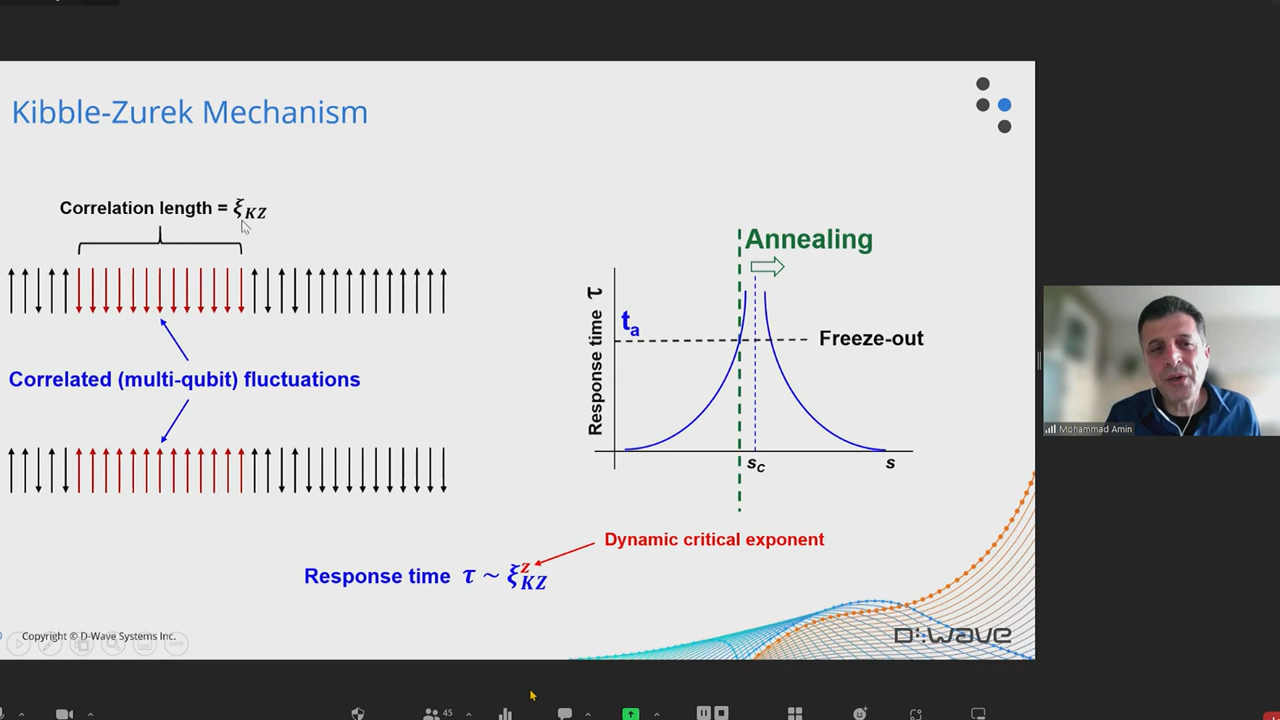 Kibble-Zurek Mechanism
Correlation length = ξKZ
Correlated (multi-qubit) fluctuations
Annealing
Response time τ
ta
Freeze-out
sC
s
Dynamic critical exponent
Response time τ ~ ξzKZ
Copyright © D-Wave Systems Inc.
D:WAVE
Mohammad Amin
45